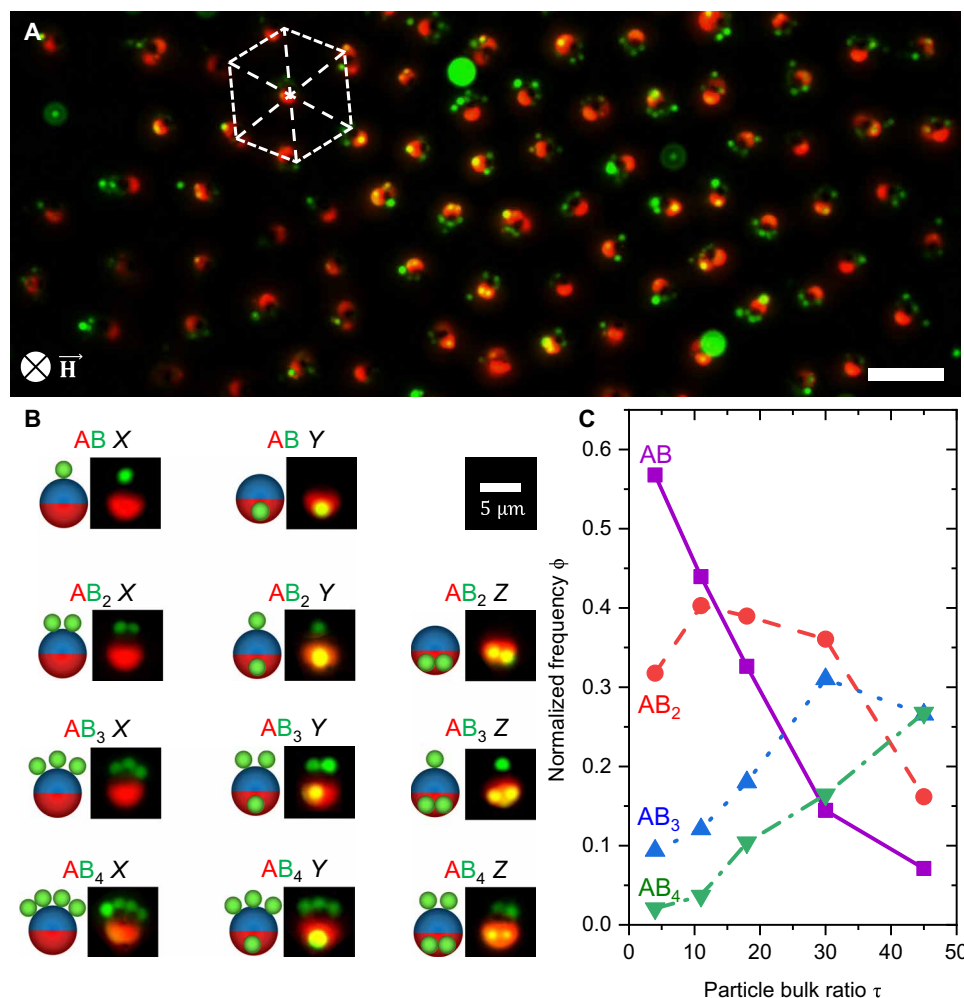 A
H
B
AB X
AB Y
5 μm
AB₂ X
AB₂ Y
AB₂ Z
AB₃ X
AB₃ Y
AB₃ Z
AB₄ X
AB₄ Y
AB₄ Z
C
Normalized frequency ϕ
0.6
0.5
0.4
0.3
0.2
0.1
0.0
AB
AB₂
AB₃
AB₄
0
10
20
30
40
50
Particle bulk ratio τ